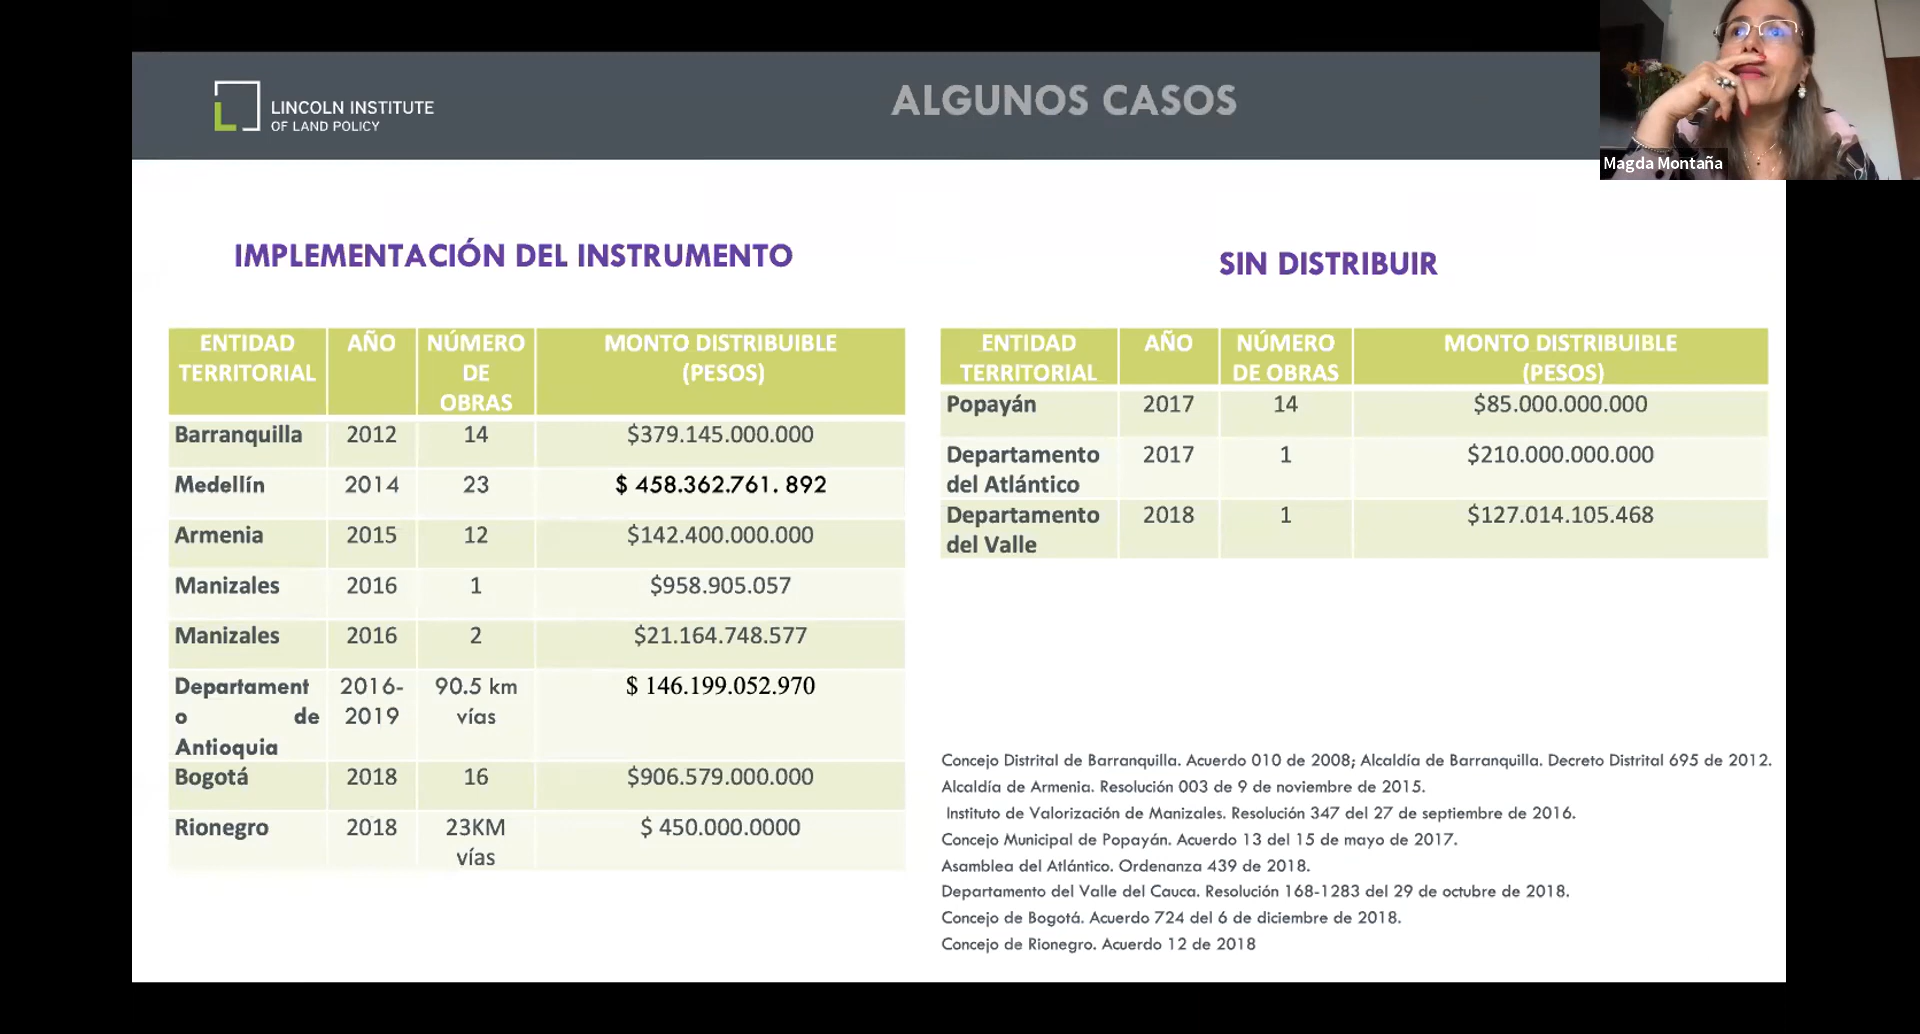 LINCOLN INSTITUTE
OF LAND POLICY
ALGUNOS CASOS
Magda Montaña
IMPLEMENTACIÓN DEL INSTRUMENTO
ENTIDAD TERRITORIAL AÑO NÚMERO DE OBRAS MONTO DISTRIBUIBLE (PESOS)
Barranquilla 2012 14 $379.145.000.000
Medellín 2014 23 $ 458.362.761. 892
Armenia 2015 12 $142.400.000.000
Manizales 2016 1 $958.905.057
Manizales 2016 2 $21.164.748.577
Departament o de Antioquia 2016-2019 90.5 km vías $ 146.199.052.970
Bogotá 2018 16 $906.579.000.000
Rionegro 2018 23KM vías $ 450.000.0000
SIN DISTRIBUIR
ENTIDAD TERRITORIAL AÑO NÚMERO DE OBRAS MONTO DISTRIBUIBLE (PESOS)
Popayán 2017 14 $85.000.000.000
Departamento del Atlántico 2017 1 $210.000.000.000
Departamento del Valle 2018 1 $127.014.105.468
Concejo Distrital de Barranquilla. Acuerdo 010 de 2008; Alcaldía de Barranquilla. Decreto Distrital 695 de 2012.
Alcaldía de Armenia. Resolución 003 de 9 de noviembre de 2015.
Instituto de Valorización de Manizales. Resolución 347 del 27 de septiembre de 2016.
Concejo Municipal de Popayán. Acuerdo 13 del 15 de mayo de 2017.
Asamblea del Atlántico. Ordenanza 439 de 2018.
Departamento del Valle del Cauca. Resolución 168-1283 del 29 de octubre de 2018.
Concejo de Bogotá. Acuerdo 724 del 6 de diciembre de 2018.
Concejo de Rionegro. Acuerdo 12 de 2018